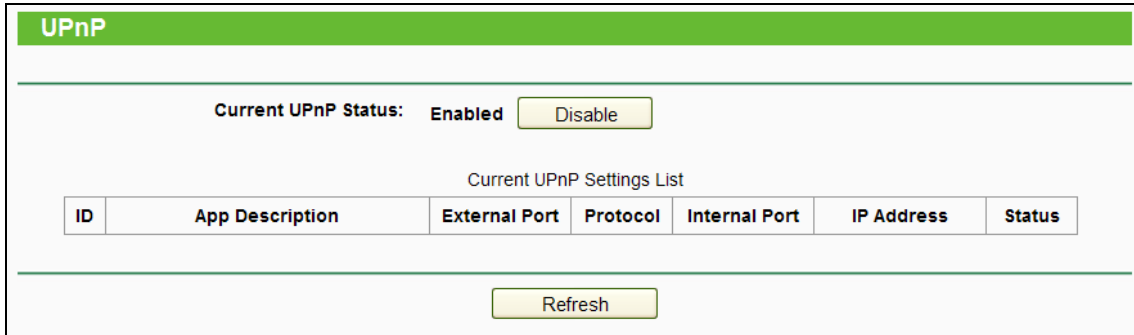 UPnP
Current UPnP Status: Enabled Disable
Current UPnP Settings List
ID App Description External Port Protocol Internal Port IP Address Status
Refresh